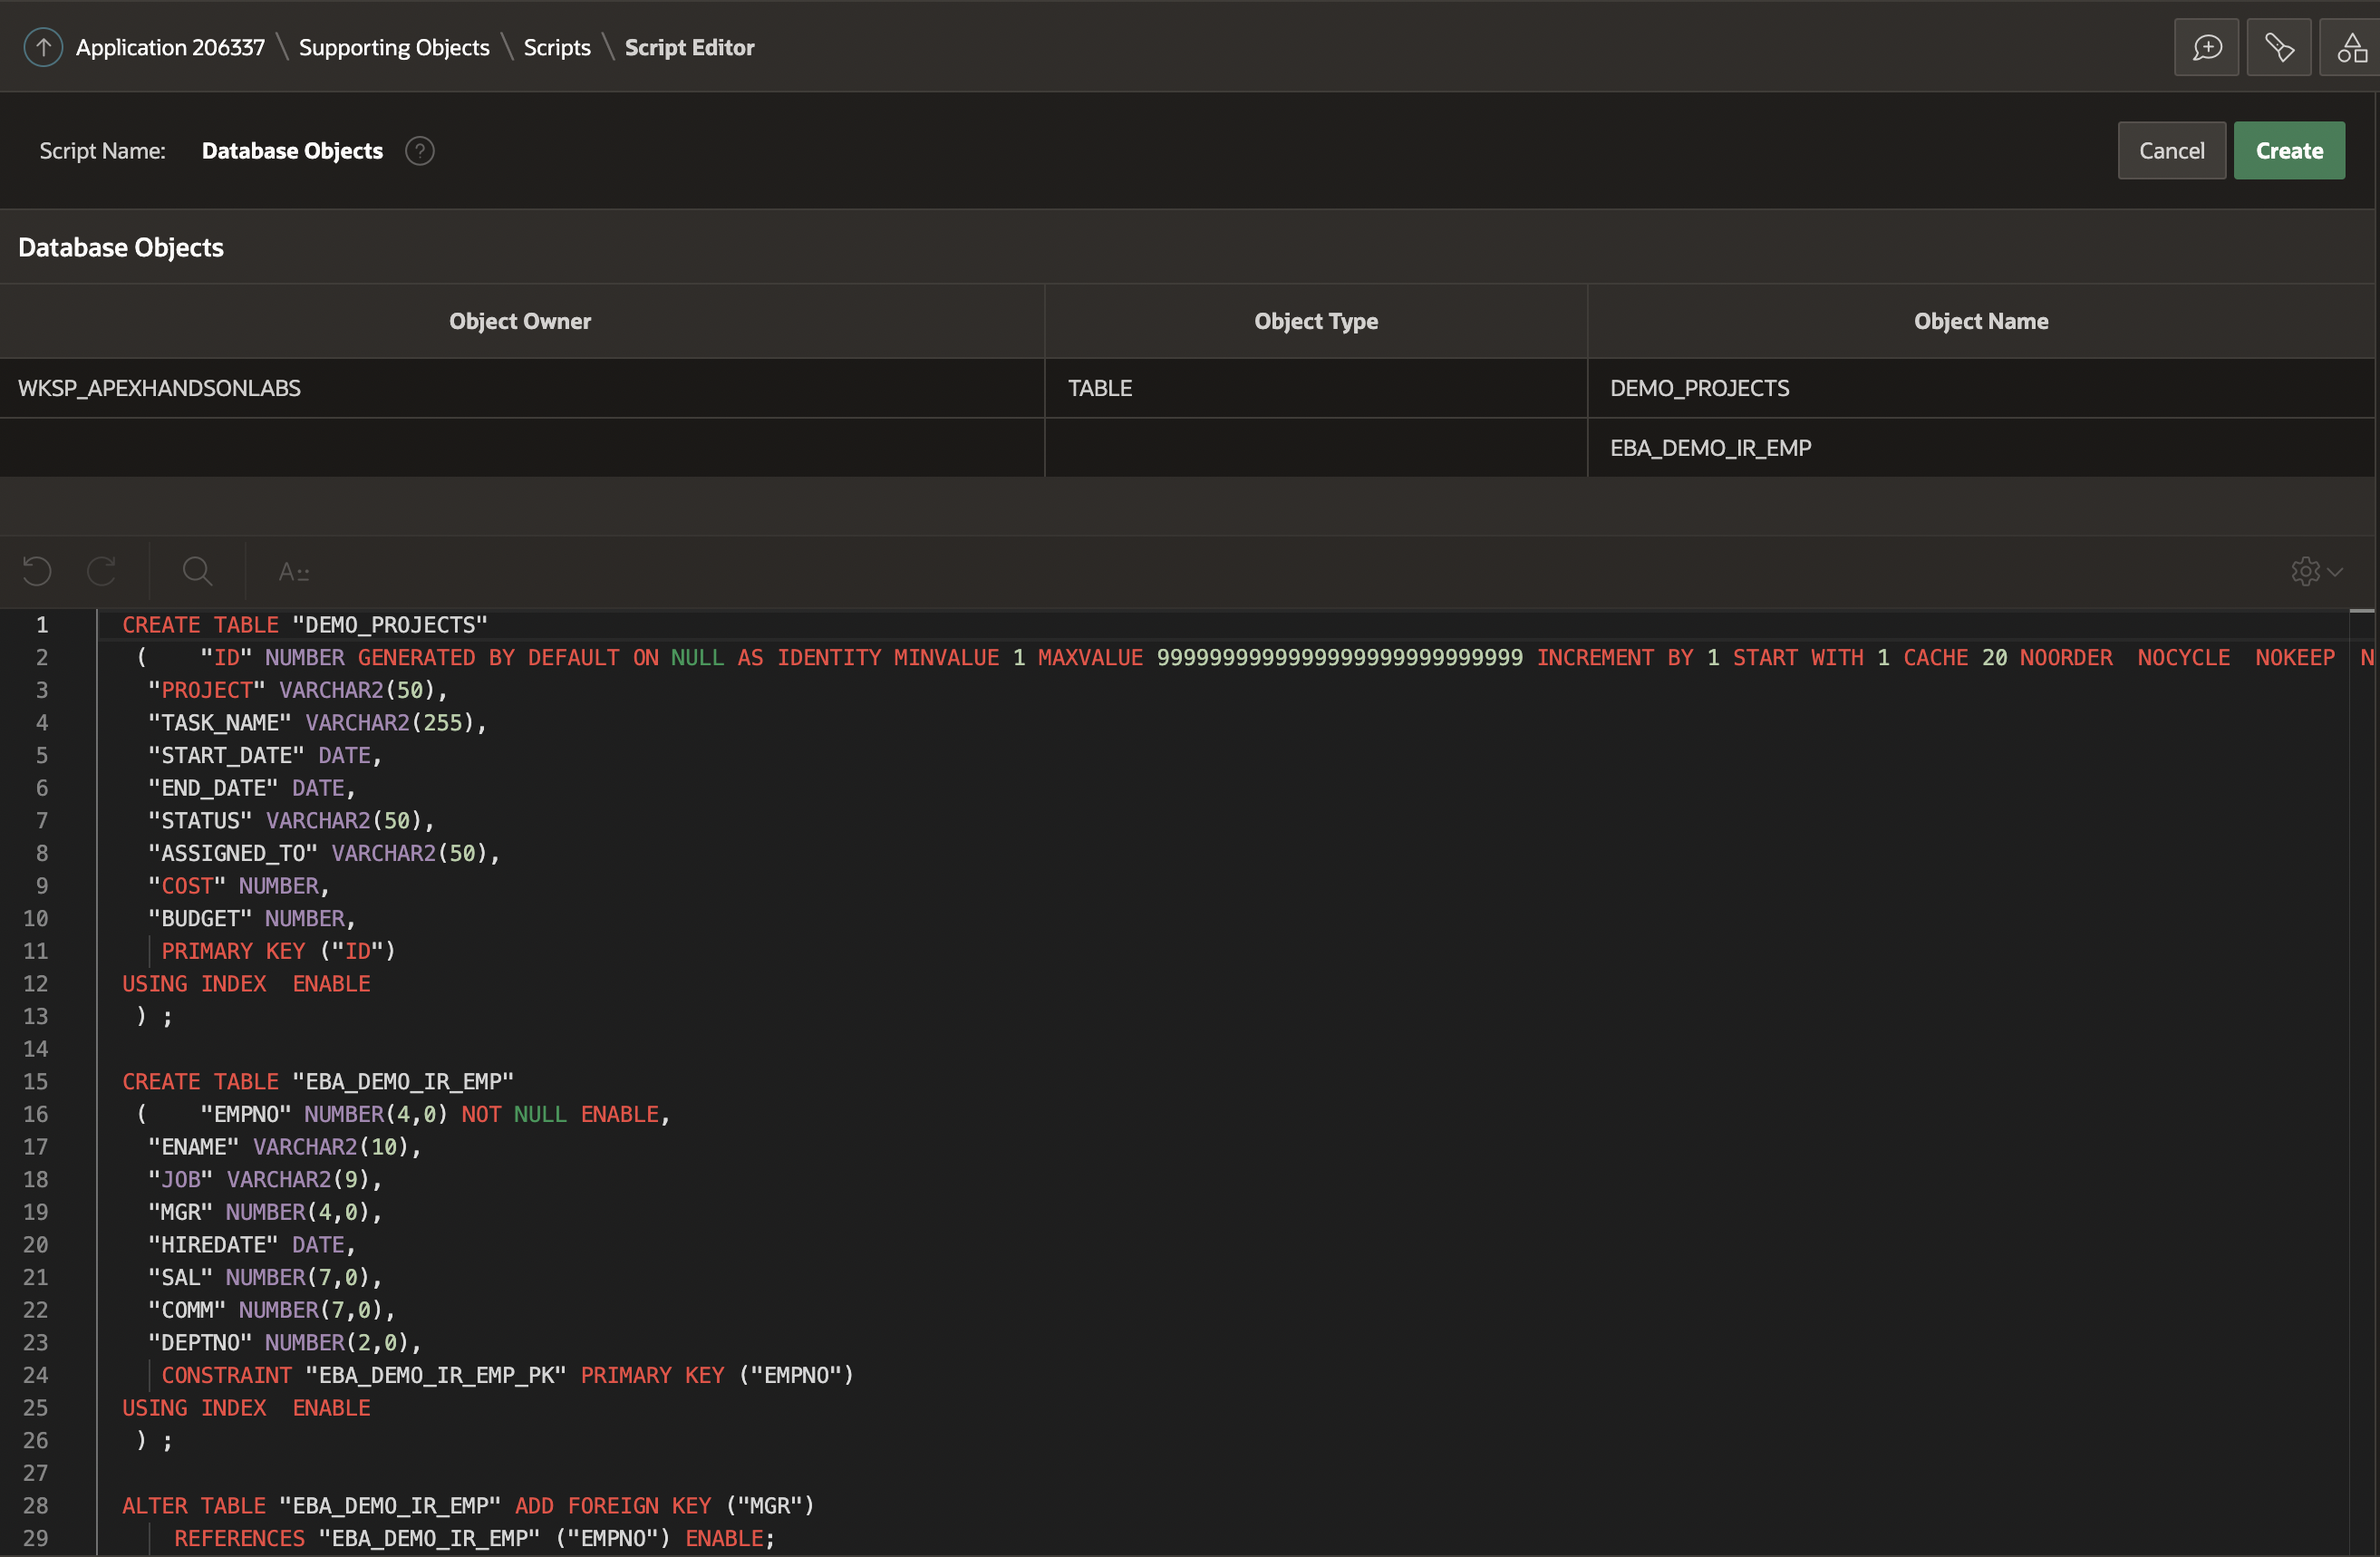 Application 206337 \ Supporting Objects \ Scripts \ Script Editor
Script Name: Database Objects ? Cancel Create
Database Objects
Object Owner Object Type Object Name
WKSP_APEXHANDSONLABS TABLE DEMO_PROJECTS
EBA_DEMO_IR_EMP
A::
1 CREATE TABLE "DEMO_PROJECTS"
2 ( "ID" NUMBER GENERATED BY DEFAULT ON NULL AS IDENTITY MINVALUE 1 MAXVALUE 9999999999999999999999999999 INCREMENT BY 1 START WITH 1 CACHE 20 NOORDER NOCYCLE NOKEEP N
3 "PROJECT" VARCHAR2(50),
4 "TASK_NAME" VARCHAR2(255),
5 "START_DATE" DATE,
6 "END_DATE" DATE,
7 "STATUS" VARCHAR2(50),
8 "ASSIGNED_TO" VARCHAR2(50),
9 "COST" NUMBER,
10 "BUDGET" NUMBER,
11 PRIMARY KEY ("ID")
12 USING INDEX ENABLE
13 ) ;
14
15 CREATE TABLE "EBA_DEMO_IR_EMP"
16 ( "EMPNO" NUMBER(4,0) NOT NULL ENABLE,
17 "ENAME" VARCHAR2(10),
18 "JOB" VARCHAR2(9),
19 "MGR" NUMBER(4,0),
20 "HIREDATE" DATE,
21 "SAL" NUMBER(7,0),
22 "COMM" NUMBER(7,0),
23 "DEPTNO" NUMBER(2,0),
24 CONSTRAINT "EBA_DEMO_IR_EMP_PK" PRIMARY KEY ("EMPNO")
25 USING INDEX ENABLE
26 ) ;
27
28 ALTER TABLE "EBA_DEMO_IR_EMP" ADD FOREIGN KEY ("MGR")
29 REFERENCES "EBA_DEMO_IR_EMP" ("EMPNO") ENABLE;